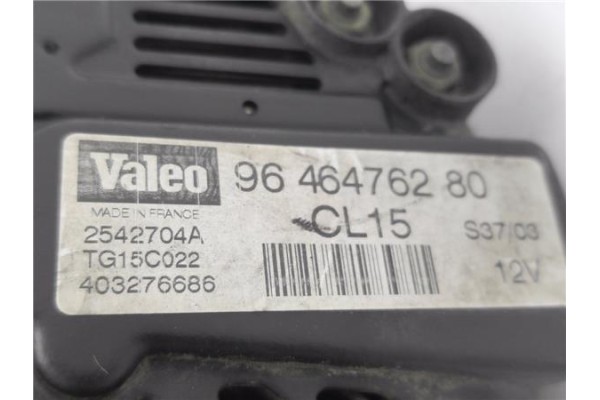 Valeo 96 464762 80
MADE IN FRANCE CL15 S37/03
2542704A
TG15C022 12V
403276686